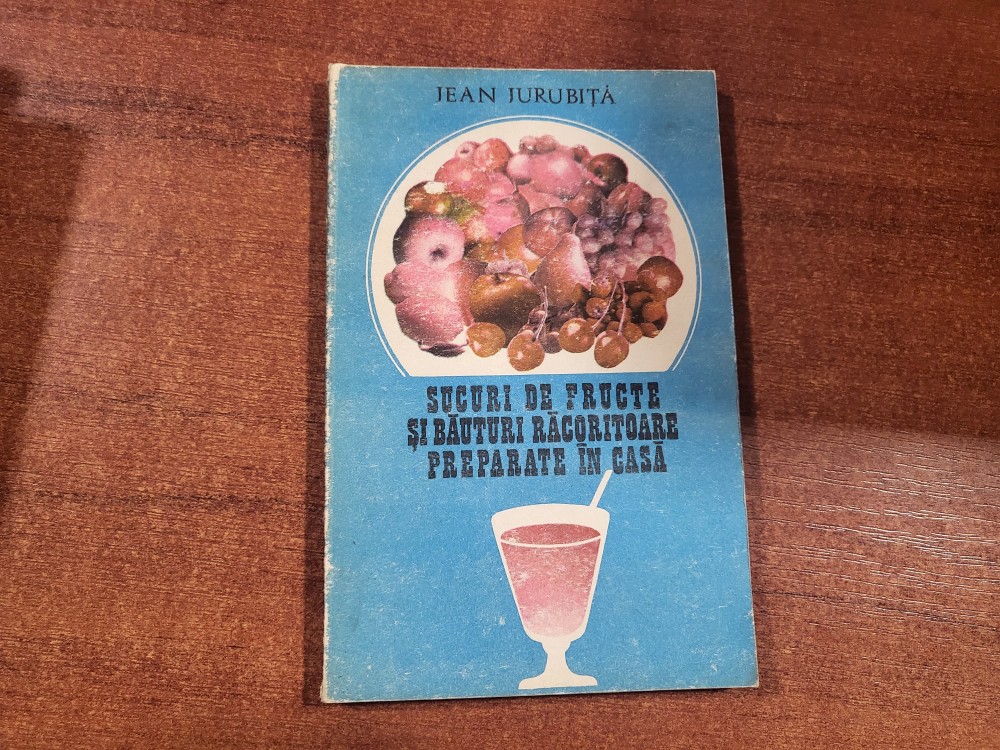 JEAN JURUBIȚĂ
SUCURI DE FRUCTE
ȘI BĂUTURI RĂCORITOARE
PREPARATE ÎN CASĂ